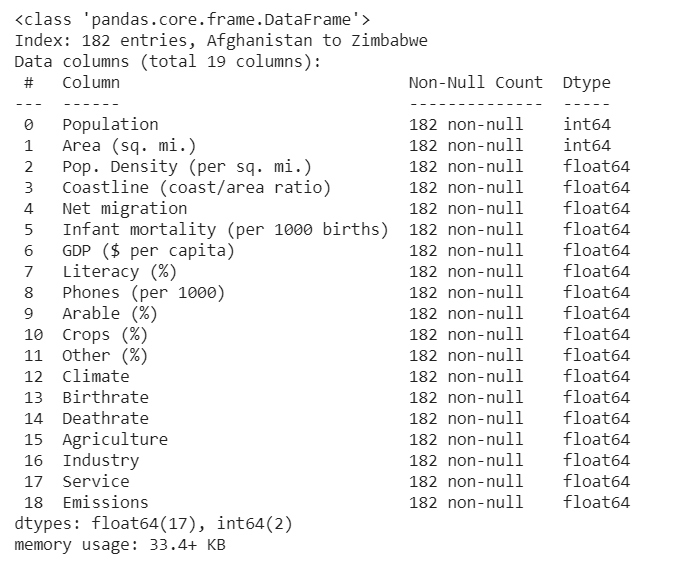 <class 'pandas.core.frame.DataFrame'>
Index: 182 entries, Afghanistan to Zimbabwe
Data columns (total 19 columns):
 #   Column                              Non-Null Count  Dtype
---  ------                              --------------  -----
 0   Population                          182 non-null    int64
 1   Area (sq. mi.)                      182 non-null    int64
 2   Pop. Density (per sq. mi.)          182 non-null    float64
 3   Coastline (coast/area ratio)        182 non-null    float64
 4   Net migration                       182 non-null    float64
 5   Infant mortality (per 1000 births)  182 non-null    float64
 6   GDP ($ per capita)                  182 non-null    float64
 7   Literacy (%)                        182 non-null    float64
 8   Phones (per 1000)                   182 non-null    float64
 9   Arable (%)                          182 non-null    float64
 10  Crops (%)                           182 non-null    float64
 11  Other (%)                           182 non-null    float64
 12  Climate                             182 non-null    float64
 13  Birthrate                           182 non-null    float64
 14  Deathrate                           182 non-null    float64
 15  Agriculture                         182 non-null    float64
 16  Industry                            182 non-null    float64
 17  Service                             182 non-null    float64
 18  Emissions                           182 non-null    float64
dtypes: float64(17), int64(2)
memory usage: 33.4+ KB